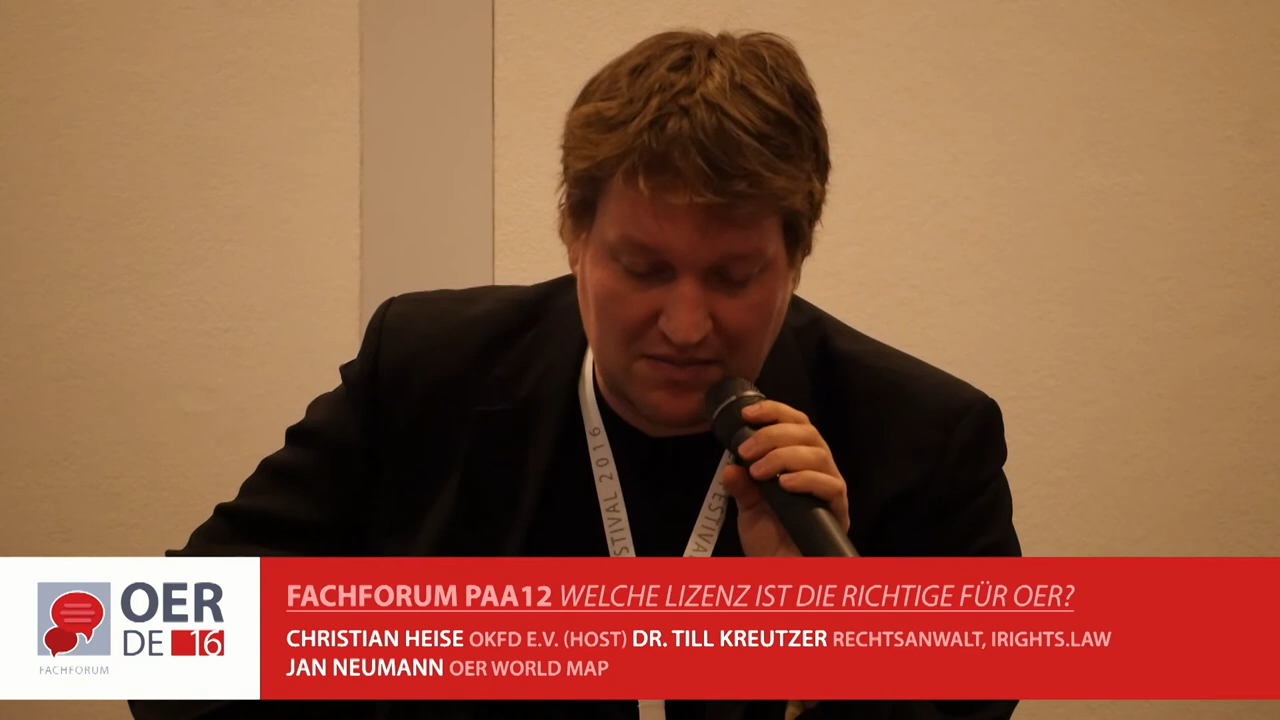 STIVAL 2016
FESTIVA
OER
DE 16
FACHFORUM
FACHFORUM PAA12 WELCHE LIZENZ IST DIE RICHTIGE FÜR OER?
CHRISTIAN HEISE OKFD E.V. (HOST) DR. TILL KREUTZER RECHTSANWALT, IRIGHTS.LAW
JAN NEUMANN OER WORLD MAP